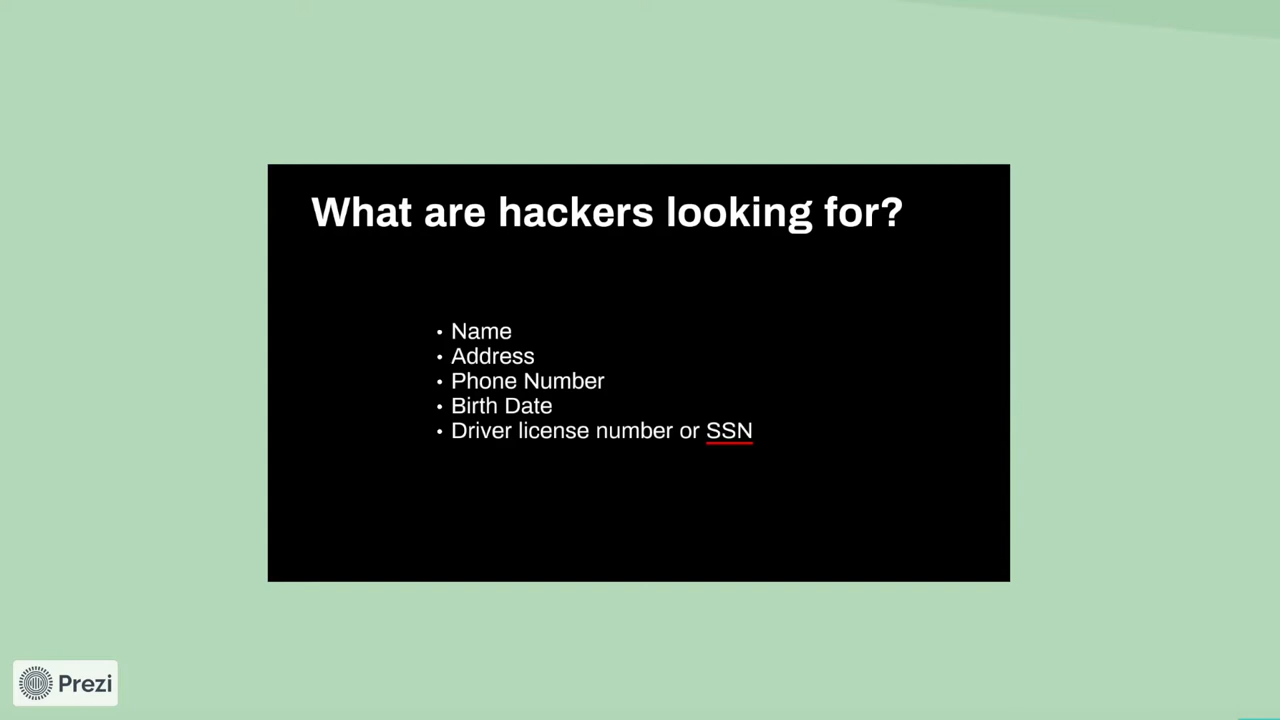 What are hackers looking for?
• Name
• Address
• Phone Number
• Birth Date
• Driver license number or SSN
Prezi